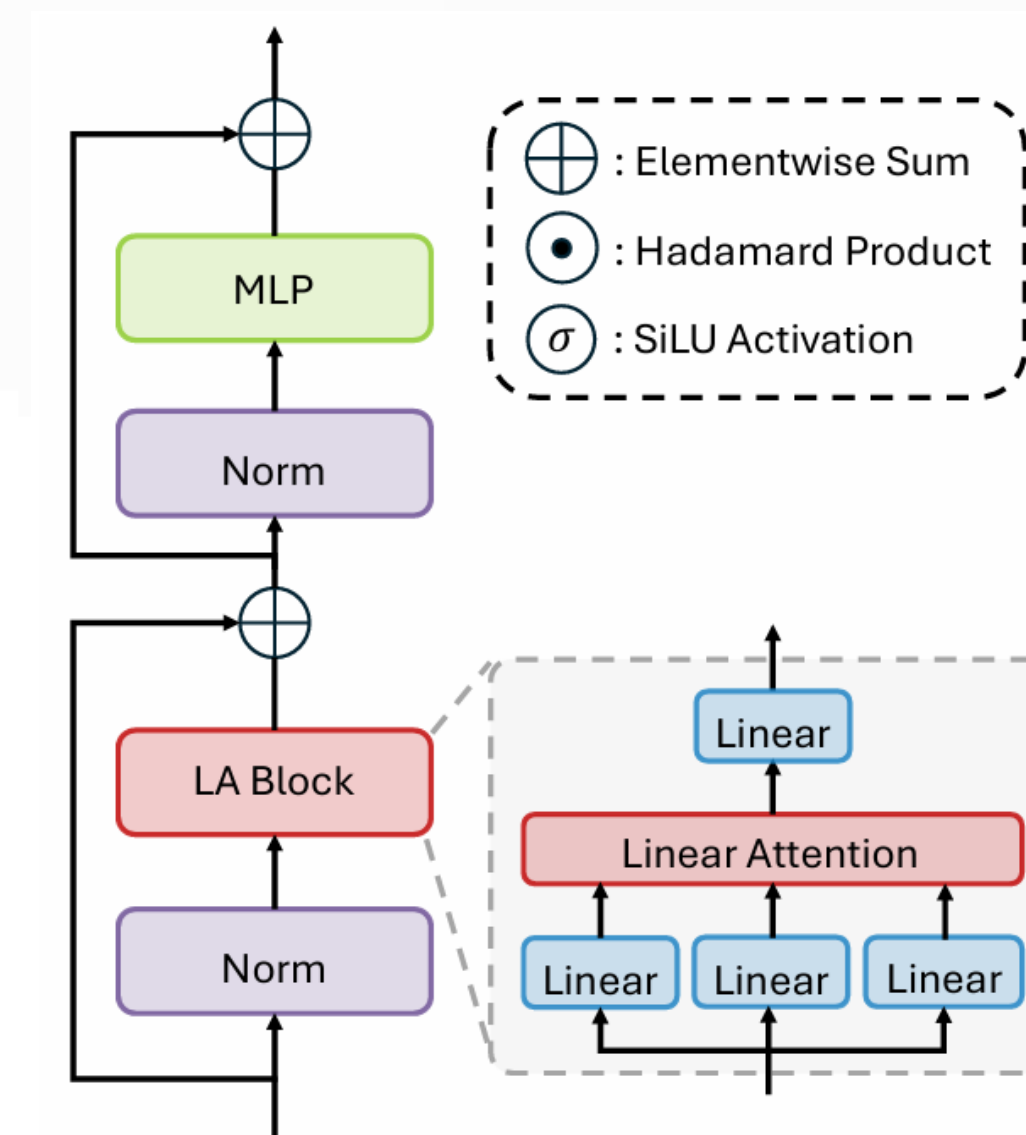 : Elementwise Sum
: Hadamard Product
σ : SiLU Activation
MLP
Norm
LA Block
Norm
Linear
Linear Attention
Linear Linear Linear